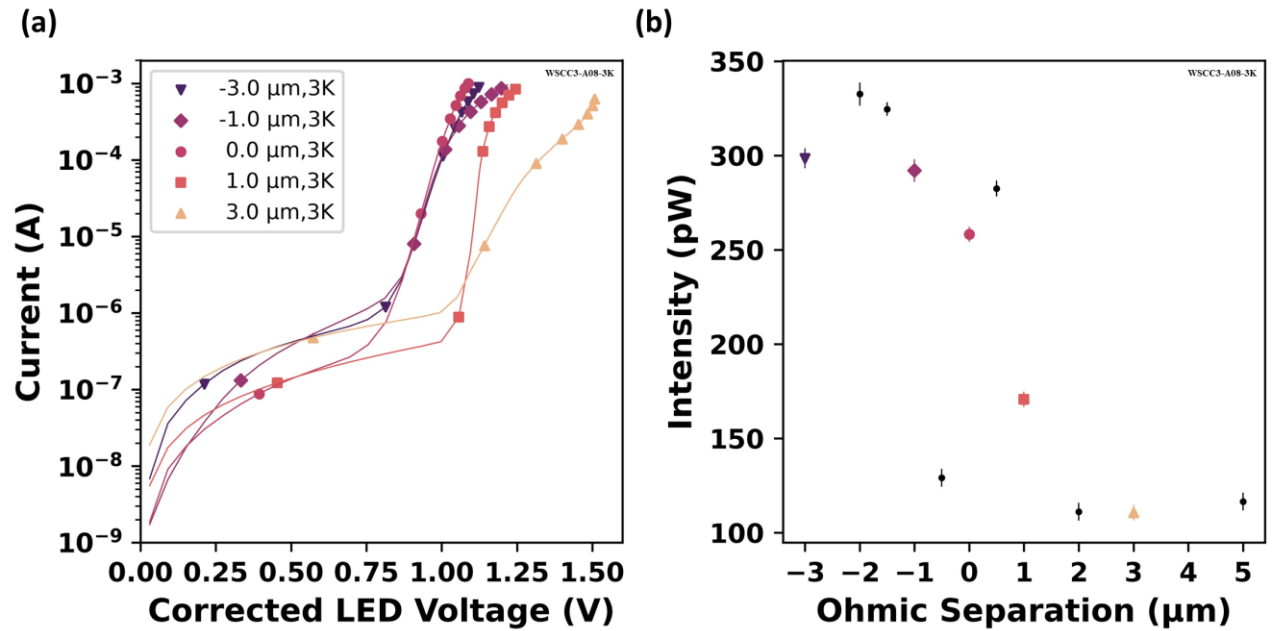 (a)
(b)
WSCC3-A08-3K
-3.0 μm,3K
-1.0 μm,3K
0.0 μm,3K
1.0 μm,3K
3.0 μm,3K
10⁻³
10⁻⁴
10⁻⁵
10⁻⁶
10⁻⁷
10⁻⁸
10⁻⁹
Current (A)
0.00 0.25 0.50 0.75 1.00 1.25 1.50
Corrected LED Voltage (V)
WSCC3-A08-3K
350
300
250
200
150
100
Intensity (pW)
−3 −2 −1 0 1 2 3 4 5
Ohmic Separation (μm)